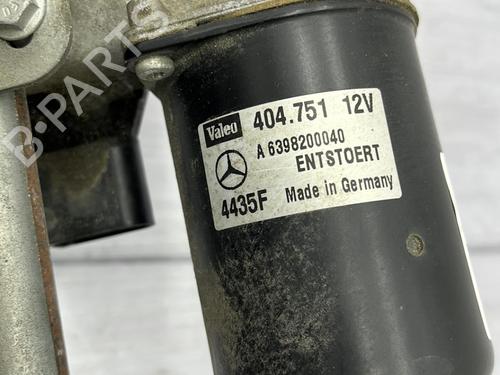 B-PARTS
Valeo 404.751 12V
A 6398200040
ENTSTOERT
4435F Made in Germany